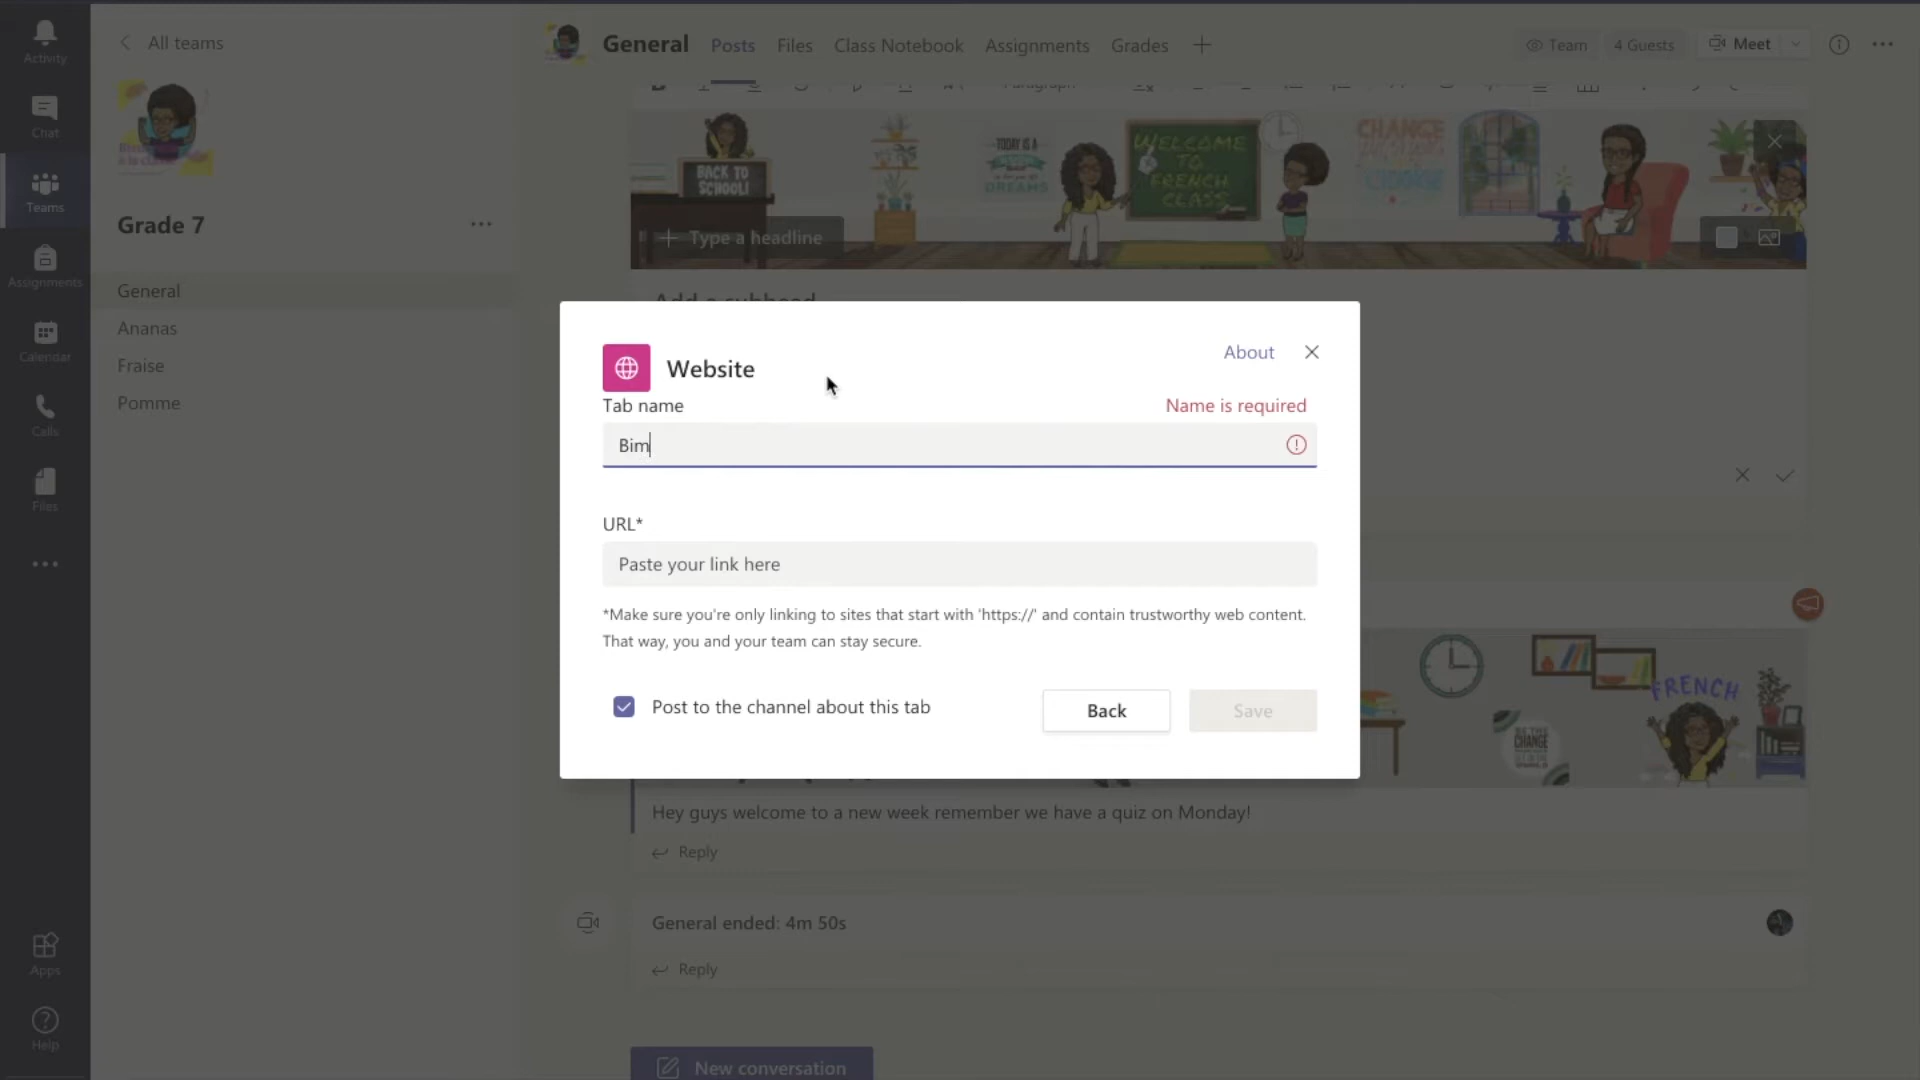 Activity
Chat
Teams
Assignments
Calendar
Calls
Files
Apps
Help
All teams
Grade 7
General
Ananas
Fraise
Pomme
General Posts Files Class Notebook Assignments Grades
Team 4 Guests Meet
Paragraph
BACK TO
SCHOOL!
TODAY IS A
DREAMS
WELCOME
TO
FRENCH
CLASS
CHANGE
Type a headline
Add a subhead
Website
About
Tab name
Name is required
Bim
URL*
Paste your link here
*Make sure you're only linking to sites that start with 'https://' and contain trustworthy web content.
That way, you and your team can stay secure.
Post to the channel about this tab
Back
Save
FRENCH
CHANGE
Hey guys welcome to a new week remember we have a quiz on Monday!
Reply
General ended: 4m 50s
Reply
New conversation